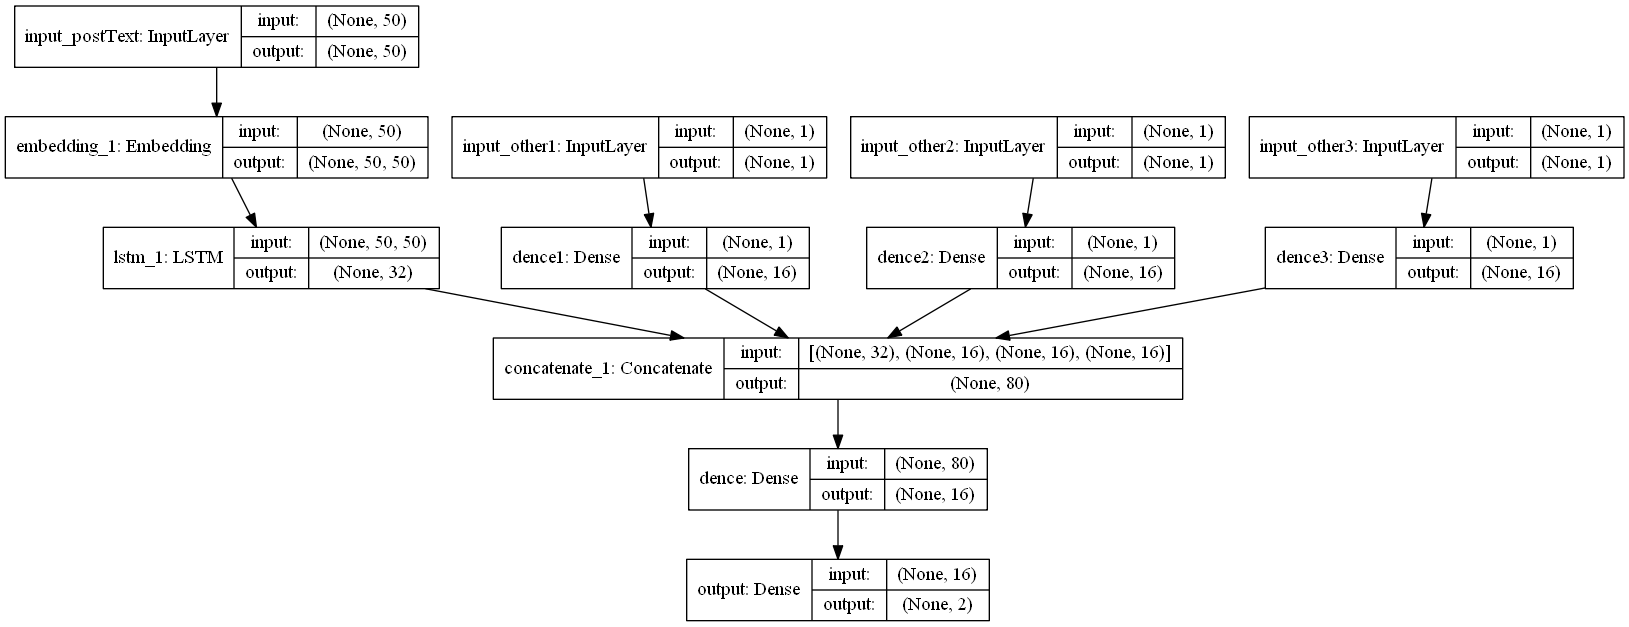 input_postText: InputLayer
input: (None, 50)
output: (None, 50)
embedding_1: Embedding
input: (None, 50)
output: (None, 50, 50)
input_other1: InputLayer
input: (None, 1)
output: (None, 1)
input_other2: InputLayer
input: (None, 1)
output: (None, 1)
input_other3: InputLayer
input: (None, 1)
output: (None, 1)
lstm_1: LSTM
input: (None, 50, 50)
output: (None, 32)
dence1: Dense
input: (None, 1)
output: (None, 16)
dence2: Dense
input: (None, 1)
output: (None, 16)
dence3: Dense
input: (None, 1)
output: (None, 16)
concatenate_1: Concatenate
input: [(None, 32), (None, 16), (None, 16), (None, 16)]
output: (None, 80)
dence: Dense
input: (None, 80)
output: (None, 16)
output: Dense
input: (None, 16)
output: (None, 2)